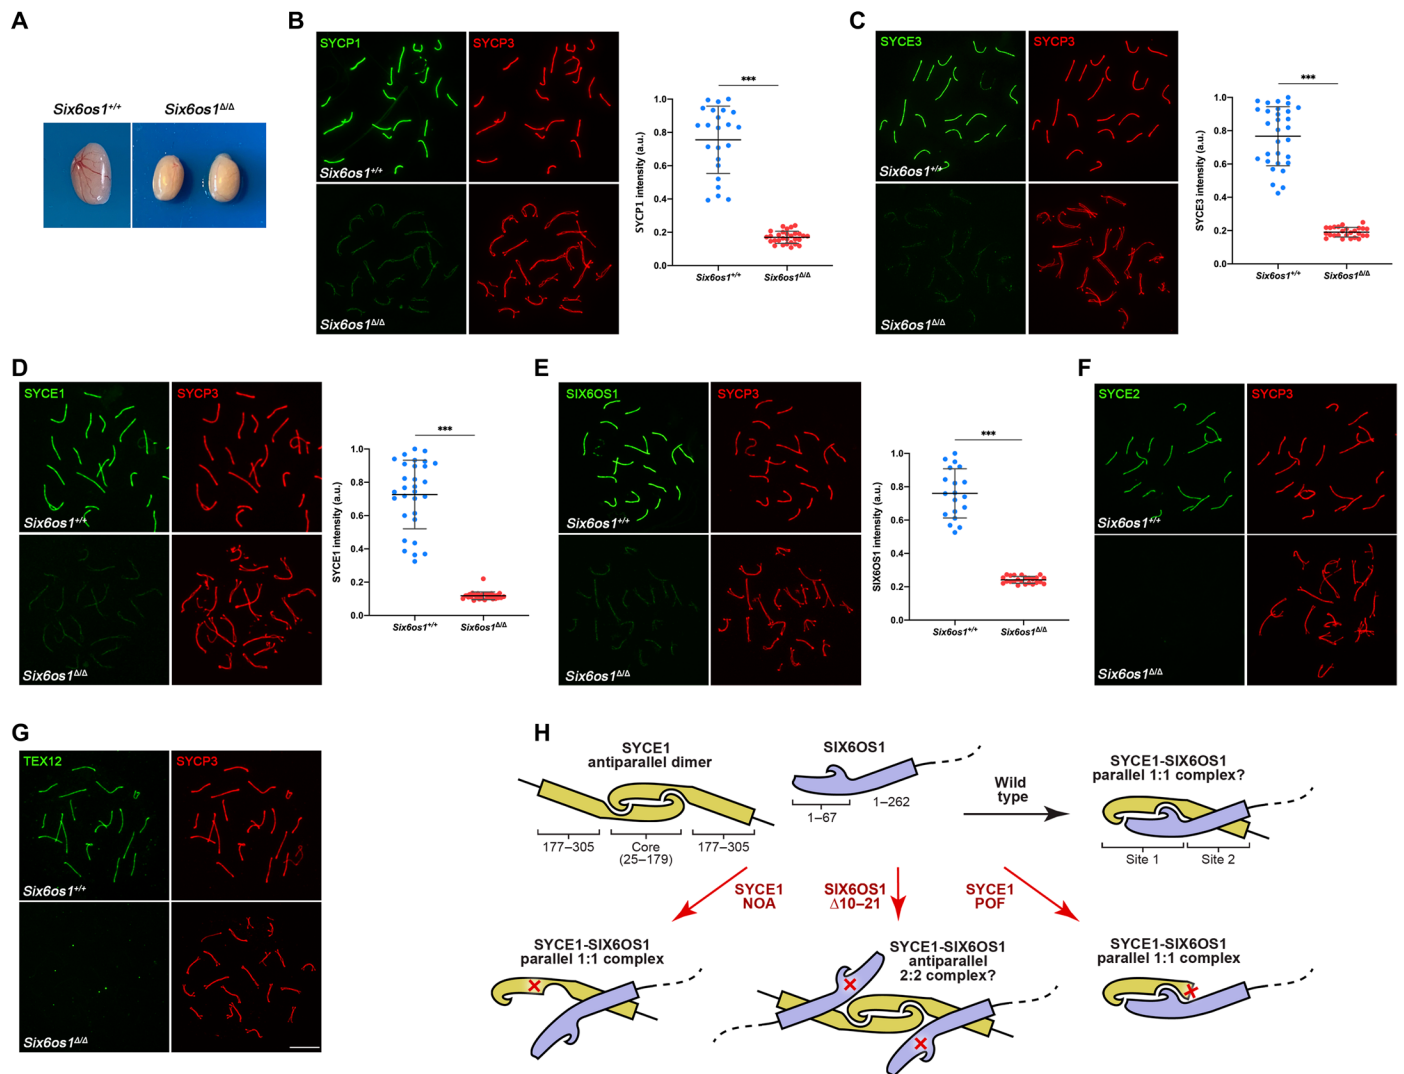 A
Six6os1+/+
Six6os1Δ/Δ
B
SYCP1
SYCP3
Six6os1+/+
Six6os1Δ/Δ
***
SYCP1 intensity (a.u.)
1.0
0.8
0.6
0.4
0.2
0.0
Six6os1+/+
Six6os1Δ/Δ
C
SYCE3
SYCP3
Six6os1+/+
Six6os1Δ/Δ
***
SYCE3 intensity (a.u.)
1.0
0.8
0.6
0.4
0.2
0.0
Six6os1+/+
Six6os1Δ/Δ
D
SYCE1
SYCP3
Six6os1+/+
Six6os1Δ/Δ
***
SYCE1 intensity (a.u.)
1.0
0.8
0.6
0.4
0.2
0.0
Six6os1+/+
Six6os1Δ/Δ
E
SIX6OS1
SYCP3
Six6os1+/+
Six6os1Δ/Δ
***
SIX6OS1 intensity (a.u.)
1.0
0.8
0.6
0.4
0.2
0.0
Six6os1+/+
Six6os1Δ/Δ
F
SYCE2
SYCP3
Six6os1+/+
Six6os1Δ/Δ
G
TEX12
SYCP3
Six6os1+/+
Six6os1Δ/Δ
H
SYCE1
antiparallel dimer
177–305
Core
(25–179)
177–305
SIX6OS1
1–67
1–262
Wild
type
SYCE1-SIX6OS1
parallel 1:1 complex?
Site 1
Site 2
SYCE1
NOA
SIX6OS1
Δ10–21
SYCE1
POF
SYCE1-SIX6OS1
parallel 1:1 complex
SYCE1-SIX6OS1
antiparallel
2:2 complex?
SYCE1-SIX6OS1
parallel 1:1 complex